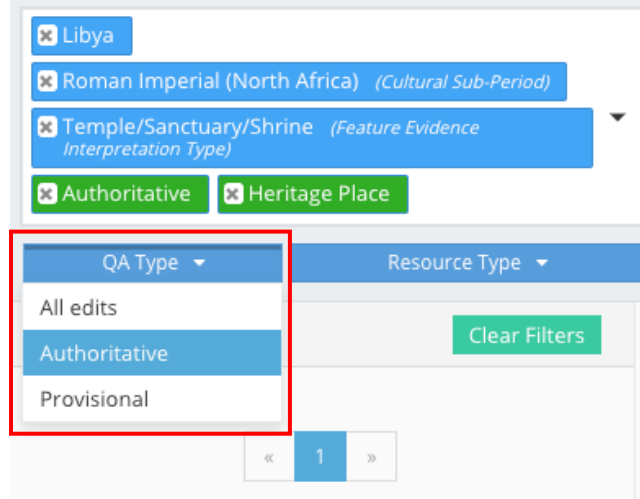 Libya
Roman Imperial (North Africa) (Cultural Sub-Period)
Temple/Sanctuary/Shrine (Feature Evidence
Interpretation Type)
Authoritative Heritage Place
QA Type Resource Type
All edits
Authoritative
Clear Filters
Provisional
« 1 »